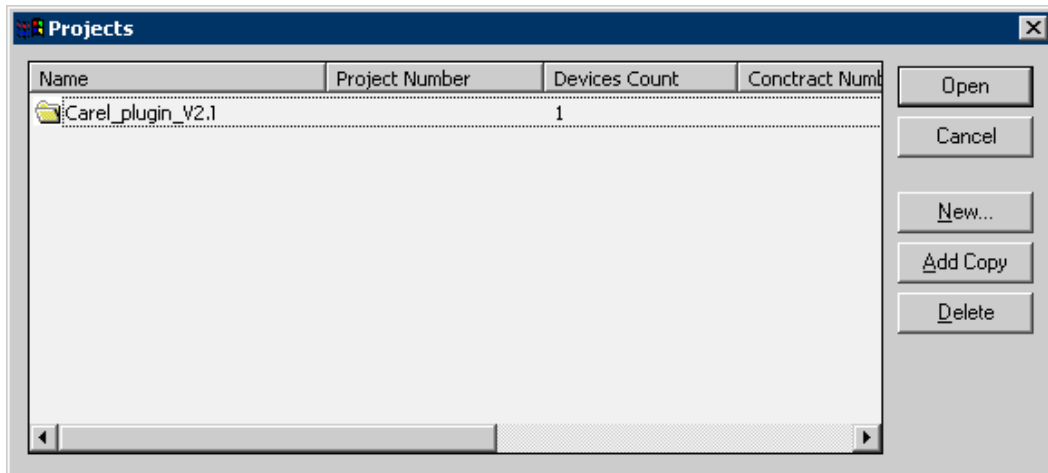 Projects
Name Project Number Devices Count Conctract Numb
Carel_plugin_V2.1 1
Open
Cancel
New...
Add Copy
Delete